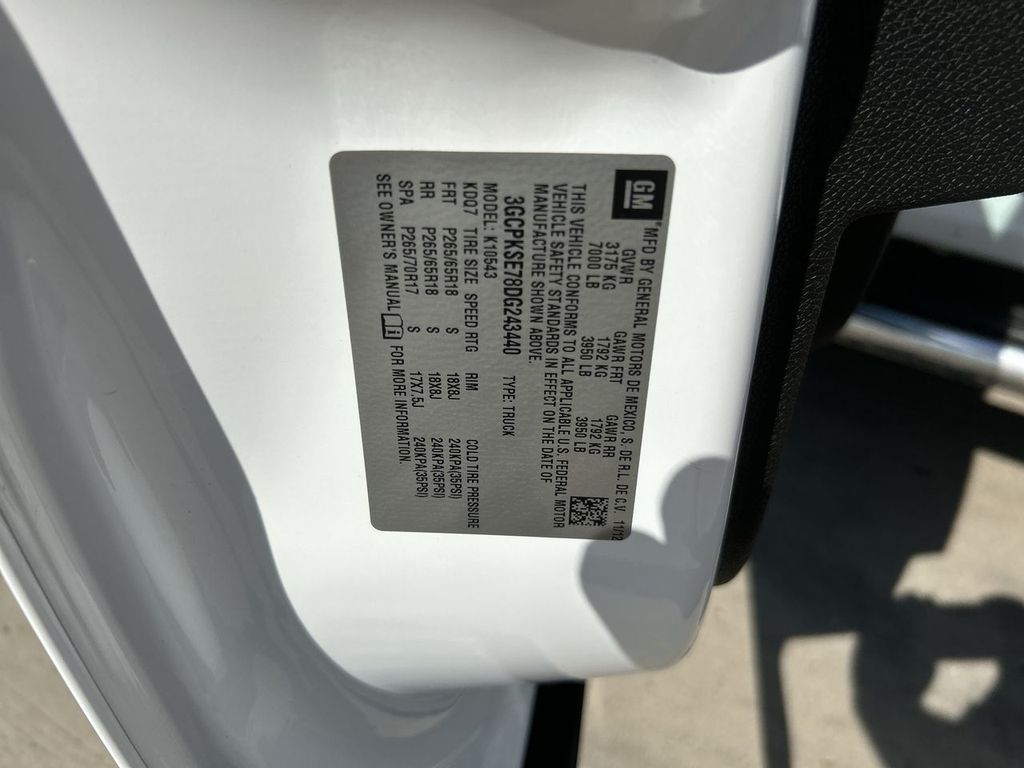 GM
MFD BY GENERAL MOTORS DE MEXICO, S. DE R.L. DE C.V. 11/12
GVWR GAWR FRT GAWR RR
3175 KG 1792 KG 1792 KG
7000 LB 3950 LB 3950 LB
THIS VEHICLE CONFORMS TO ALL APPLICABLE U.S. FEDERAL MOTOR
VEHICLE SAFETY STANDARDS IN EFFECT ON THE DATE OF
MANUFACTURE SHOWN ABOVE.
3GCPKSE78DG243440 TYPE: TRUCK
MODEL: K10543
KDQ7 TIRE SIZE SPEED RTG RIM COLD TIRE PRESSURE
FRT P265/65R18 S 18X8J 240KPA(35PSI)
RR P265/65R18 S 18X8J 240KPA(35PSI)
SPA P265/70R17 S 17X7.5J 240KPA(35PSI)
SEE OWNER'S MANUAL FOR MORE INFORMATION.